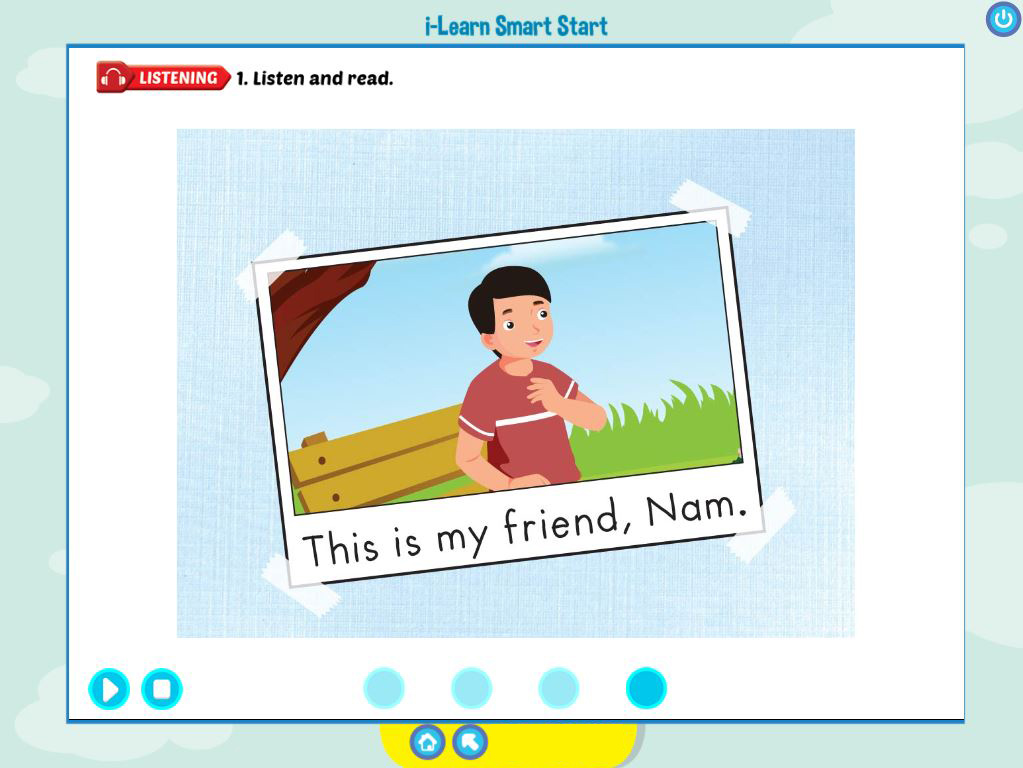 i-Learn Smart Start
LISTENING 1. Listen and read.
This is my friend, Nam.